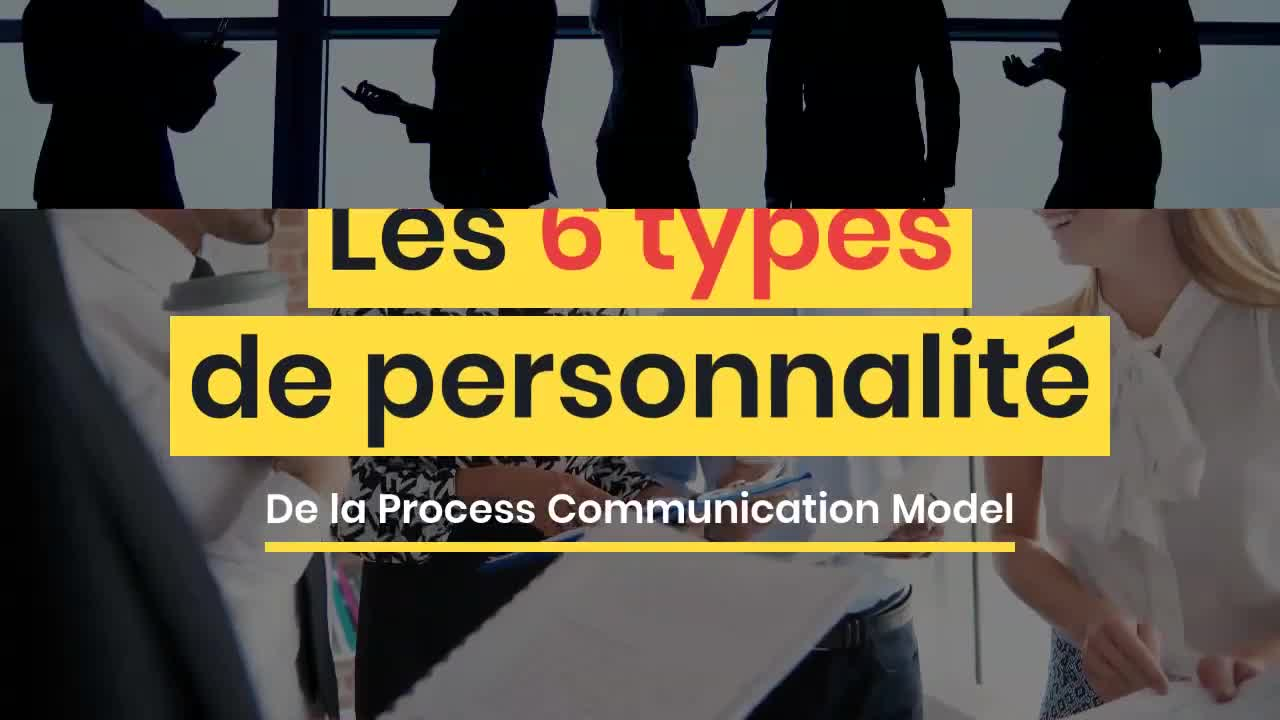 Les 6 types
de personnalité
De la Process Communication Model